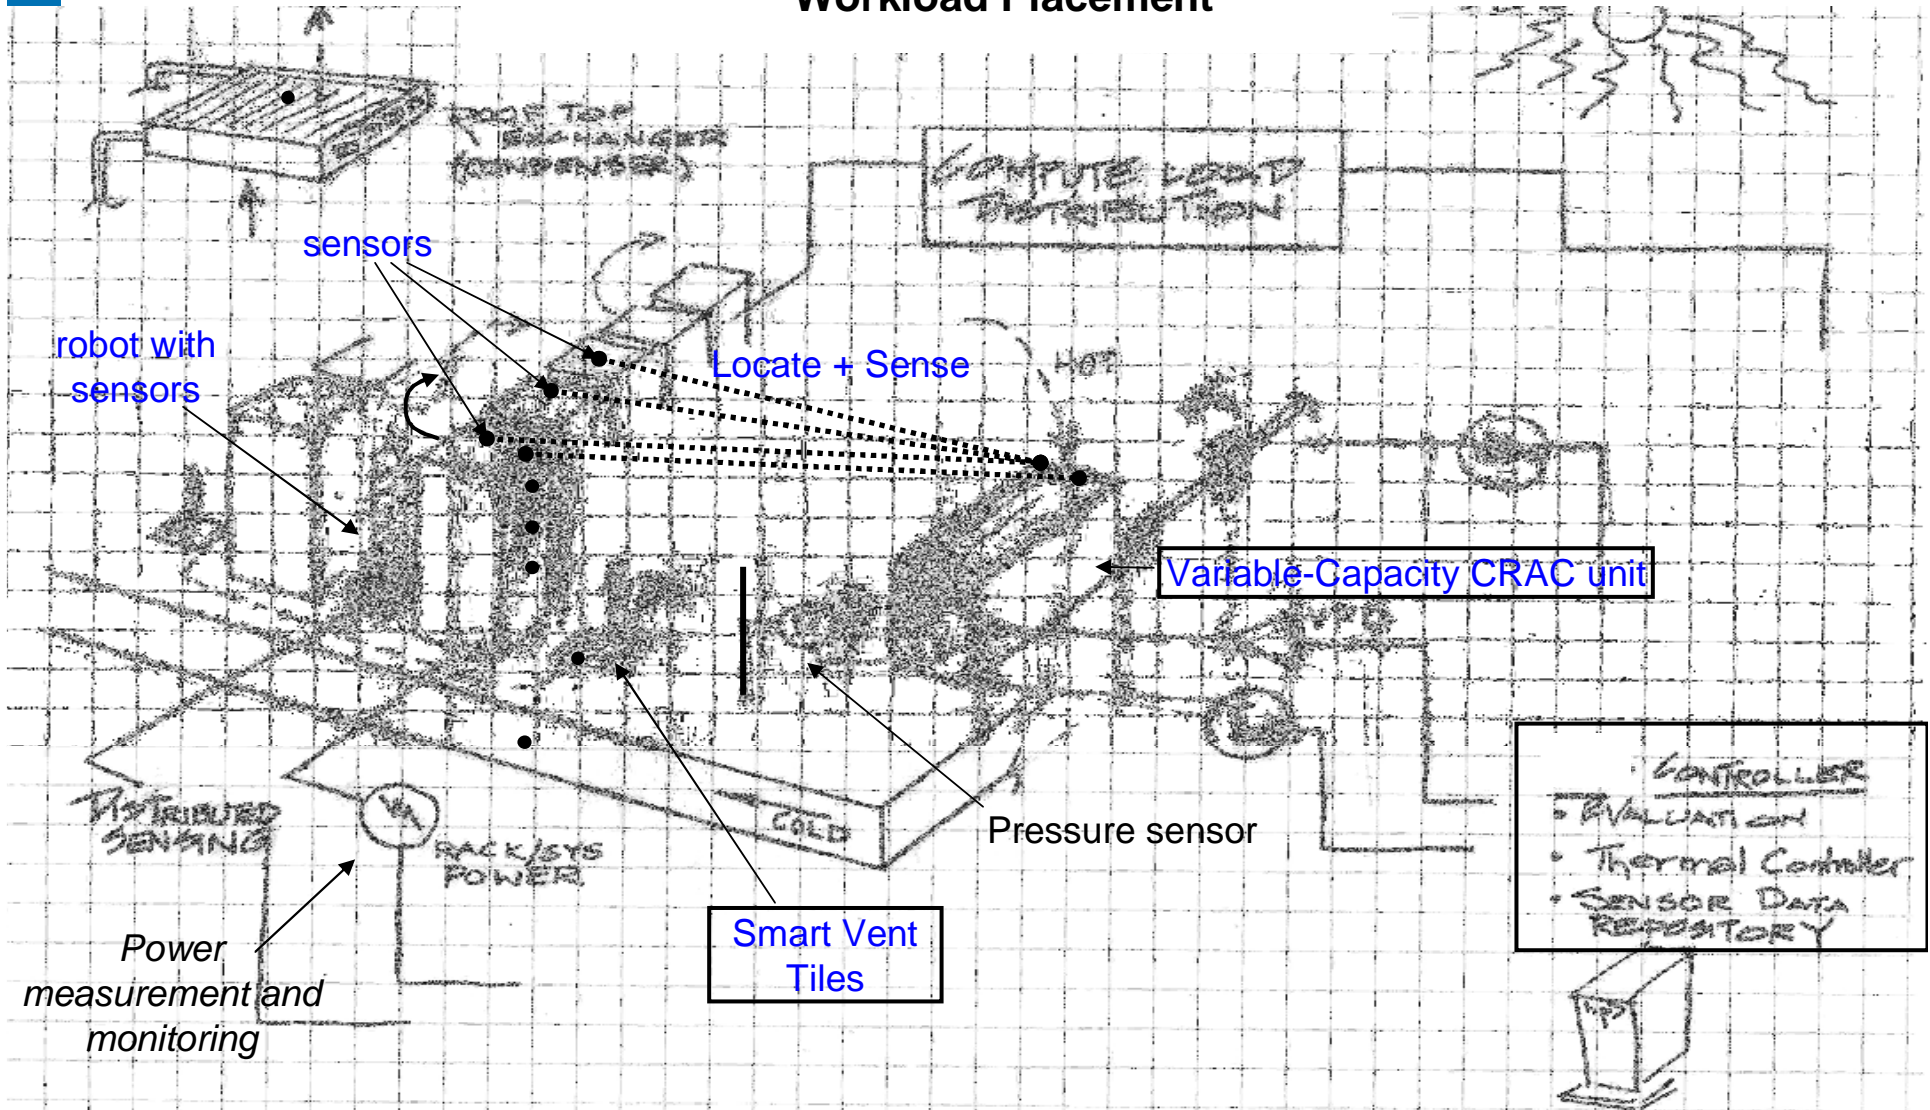 Workload Placement
ROOF TOP
EXCHANGER
(CONDENSER)
COMPUTE LOAD
DISTRIBUTION
sensors
robot with
sensors
Locate + Sense
HOT
Variable-Capacity CRAC unit
VFD
DISTRIBUTED
SENSING
RACK/SYS
POWER
COLD
Pressure sensor
CONTROLLER
• EVALUATION
• Thermal Controller
• SENSOR DATA
REPOSITORY
Smart Vent
Tiles
Power
measurement and
monitoring